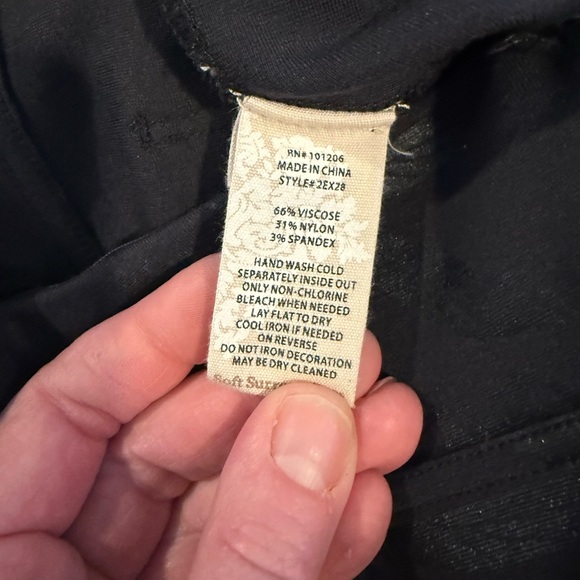 RN# 101206
MADE IN CHINA
STYLE# 2EX28
66% VISCOSE
31% NYLON
3% SPANDEX
HAND WASH COLD
SEPARATELY INSIDE OUT
ONLY NON-CHLORINE
BLEACH WHEN NEEDED
LAY FLAT TO DRY
COOL IRON IF NEEDED
ON REVERSE
DO NOT IRON DECORATION
MAY BE DRY CLEANED
Soft